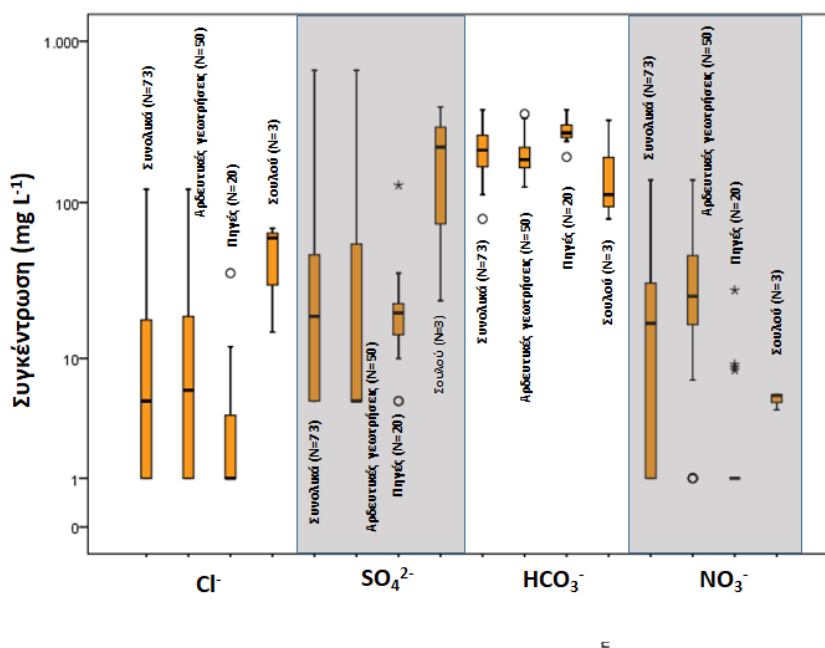 Συγκέντρωση (mg L-1)
1.000
100
10
1
0
Συνολικά (N=73)
Αρδευτικές γεωτρήσεις (N=50)
Πηγές (N=20)
Σουλού (N=3)
Συνολικά (N=73)
Αρδευτικές γεωτρήσεις (N=50)
Πηγές (N=20)
Σουλού (N=3)
Συνολικά (N=73)
Αρδευτικές γεωτρήσεις (N=50)
Πηγές (N=20)
Σουλού (N=3)
Συνολικά (N=73)
Αρδευτικές γεωτρήσεις (N=50)
Πηγές (N=20)
Σουλού (N=3)
Cl-
SO42-
HCO3-
NO3-